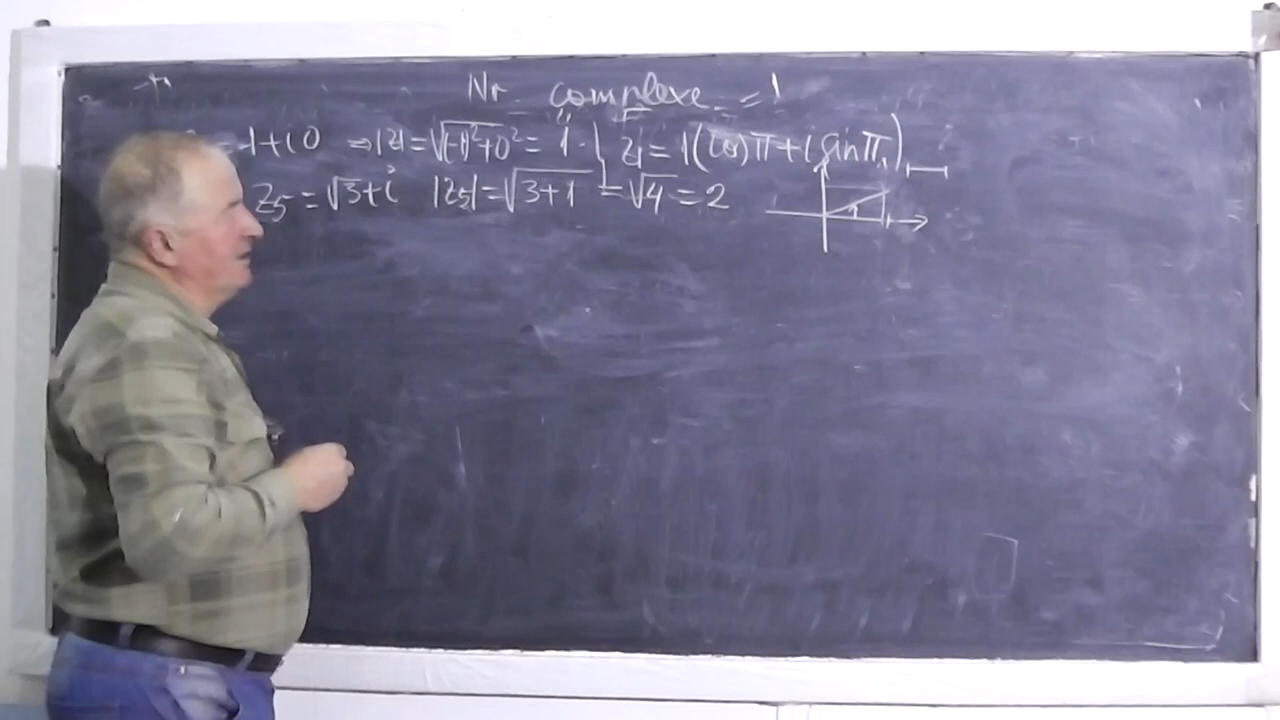 Nr. complexe
= -1+i0 ⇒|z|=√(-1)²+0² = 1. z=1(cos π+i sin π)
z₅ = √3+i |z₅|=√3+1 = √4 = 2